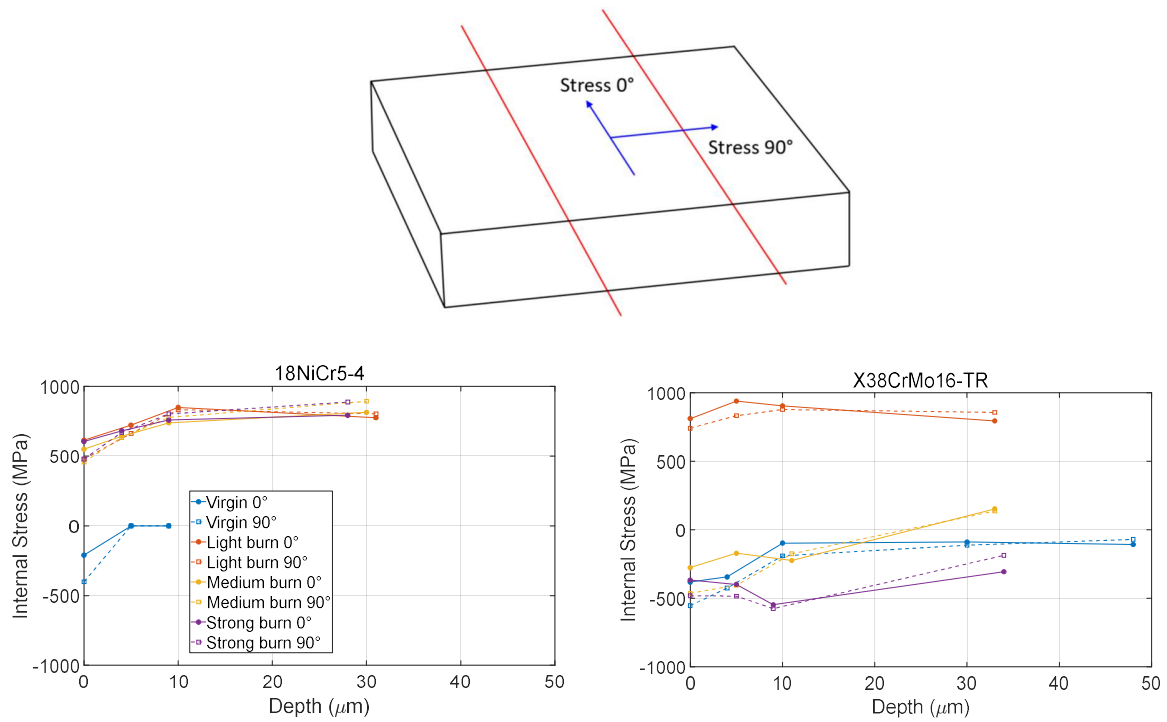 Stress 0°
Stress 90°
18NiCr5-4
1000
500
0
-500
-1000
Internal Stress (MPa)
Virgin 0°
Virgin 90°
Light burn 0°
Light burn 90°
Medium burn 0°
Medium burn 90°
Strong burn 0°
Strong burn 90°
0
10
20
30
40
50
Depth (μm)
X38CrMo16-TR
1000
500
0
-500
-1000
Internal Stress (MPa)
0
10
20
30
40
50
Depth (μm)